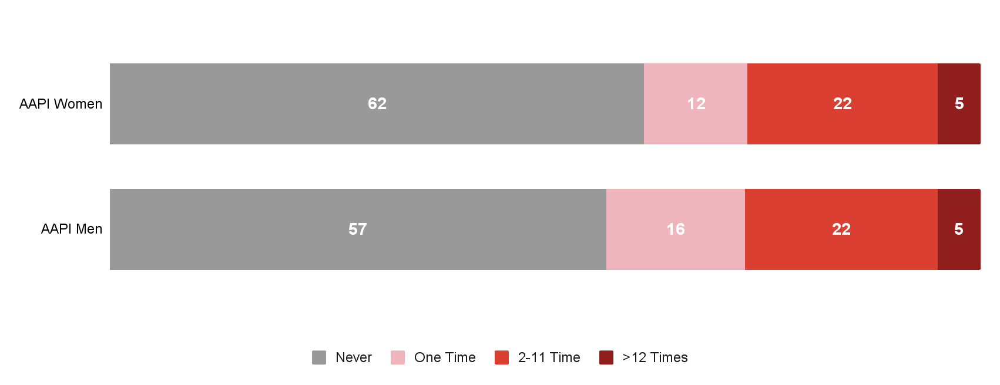 AAPI Women 62 12 22 5
AAPI Men 57 16 22 5
Never One Time 2-11 Time >12 Times